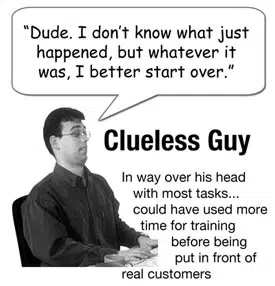 “Dude. I don’t know what just
happened, but whatever it
was, I better start over.”
Clueless Guy
In way over his head
with most tasks...
could have used more
time for training
before being
put in front of
real customers